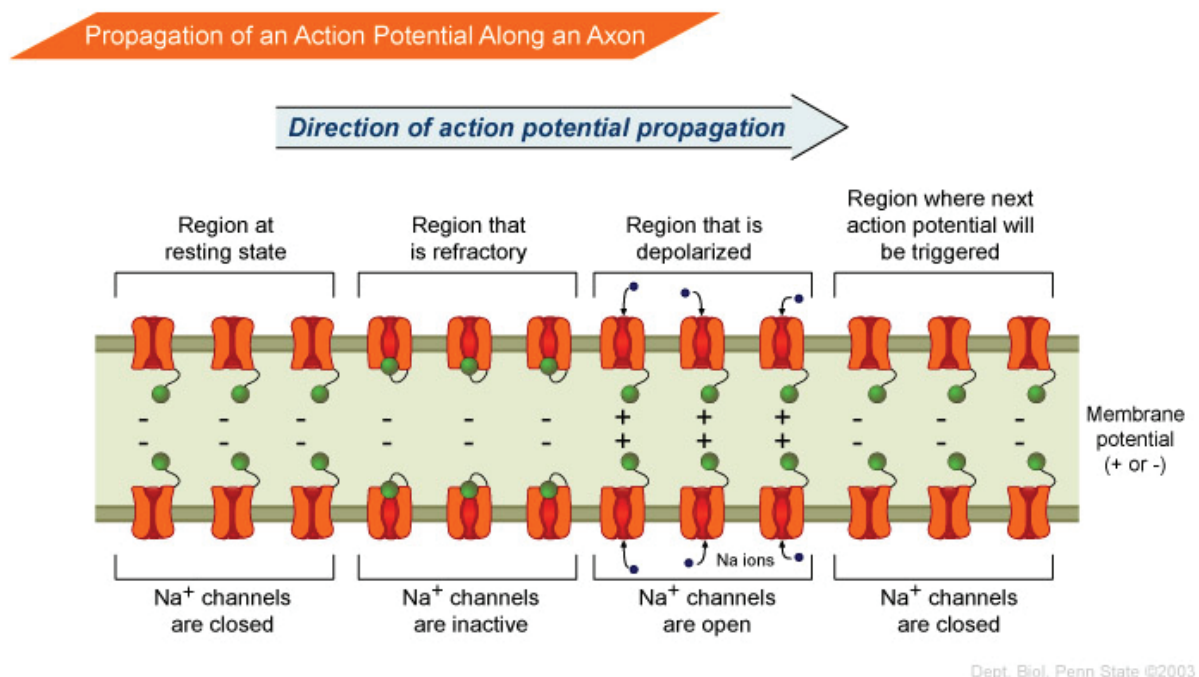 Propagation of an Action Potential Along an Axon
Direction of action potential propagation
Region at
resting state
Region that
is refractory
Region that is
depolarized
Region where next
action potential will
be triggered
- - - - - - + + + - - -
- - - - - - + + + - - -
Membrane
potential
(+ or -)
Na ions
Na⁺ channels
are closed
Na⁺ channels
are inactive
Na⁺ channels
are open
Na⁺ channels
are closed
Dept. Biol. Penn State ©2003